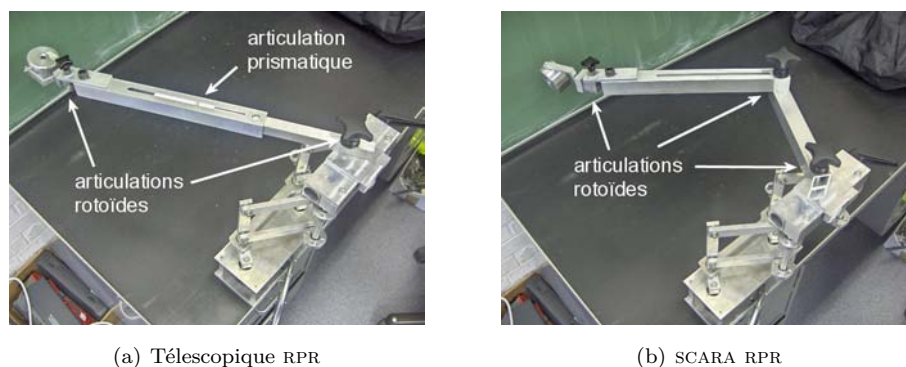 articulation
prismatique
articulations
rotoïdes
articulations
rotoïdes
(a) Télescopique RPR
(b) SCARA RPR